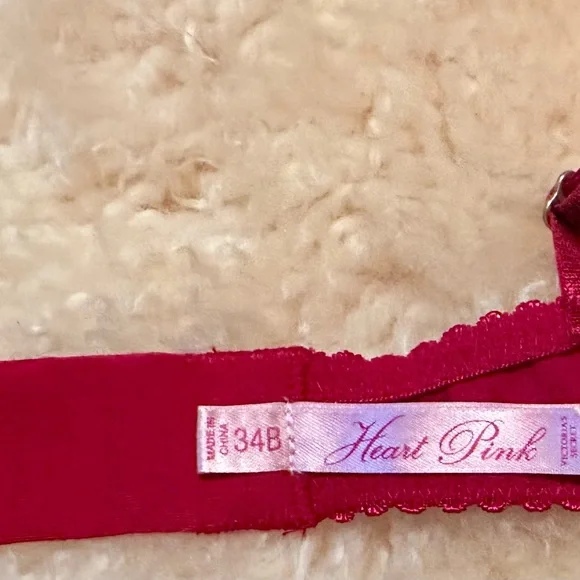 MADE IN
CHINA
34B
Heart Pink
VICTORIA'S
SECRET